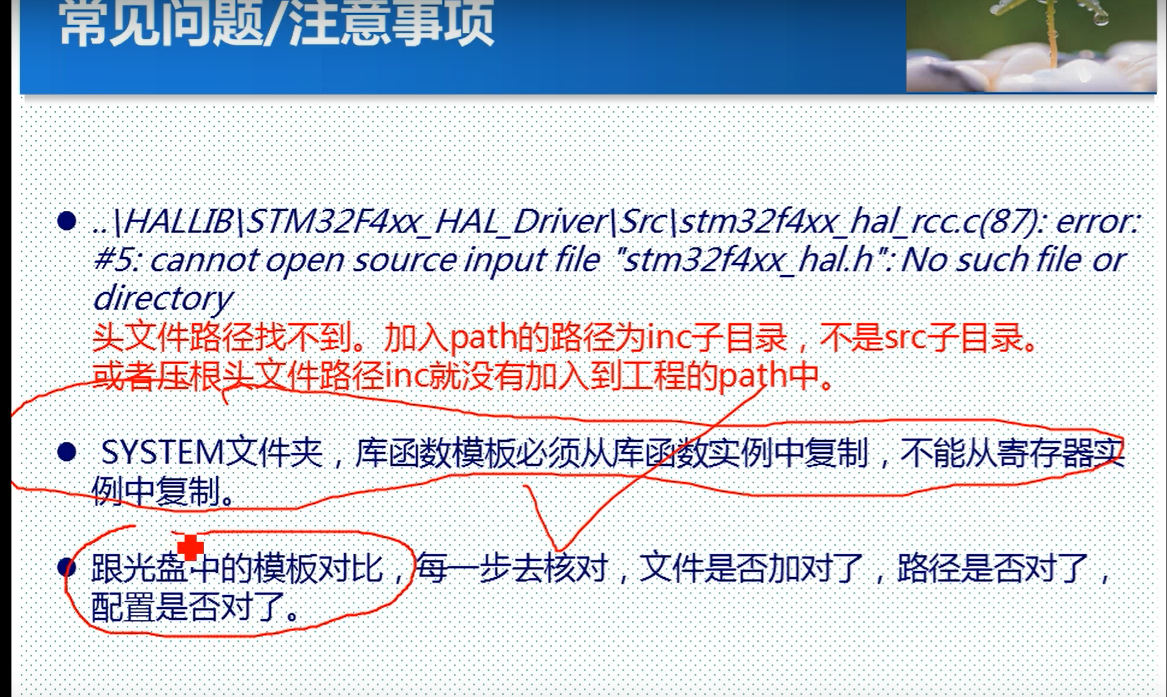 常见问题/注意事项
..\HALLIB\STM32F4xx_HAL_Driver\Src\stm32f4xx_hal_rcc.c(87): error:
#5: cannot open source input file "stm32f4xx_hal.h": No such file or
directory
头文件路径找不到。加入path的路径为inc子目录，不是src子目录。
或者压根头文件路径inc就没有加入到工程的path中。
SYSTEM文件夹，库函数模板必须从库函数实例中复制，不能从寄存器实
例中复制。
跟光盘中的模板对比，每一步去核对，文件是否加对了，路径是否对了，
配置是否对了。